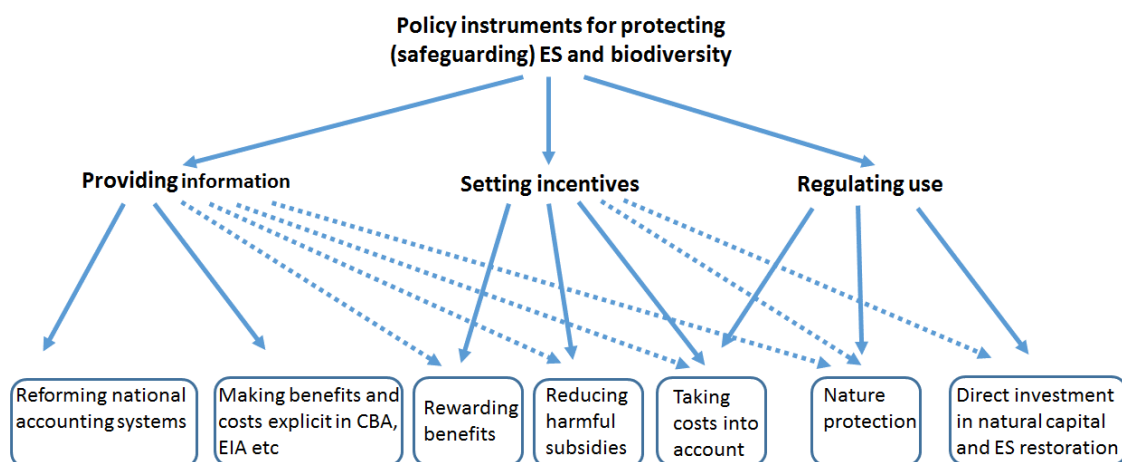 Policy instruments for protecting
(safeguarding) ES and biodiversity
Providing information
Setting incentives
Regulating use
Reforming national
accounting systems
Making benefits and
costs explicit in CBA,
EIA etc
Rewarding
benefits
Reducing
harmful
subsidies
Taking
costs into
account
Nature
protection
Direct investment
in natural capital
and ES restoration